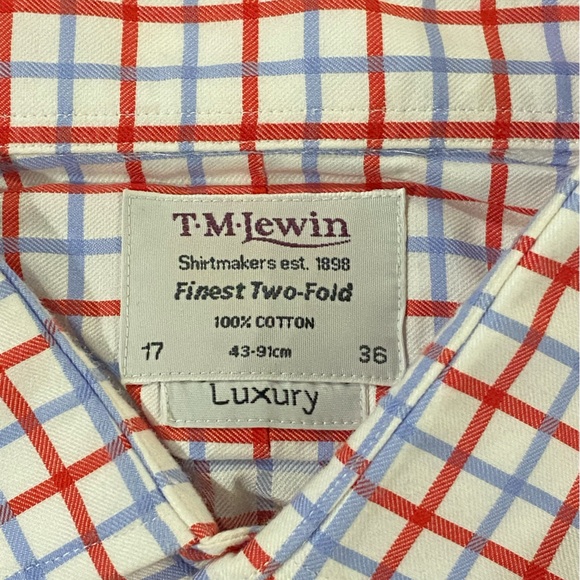 T·M·Lewin
Shirtmakers est. 1898
Finest Two-Fold
100% COTTON
17 43-91cm 36
Luxury